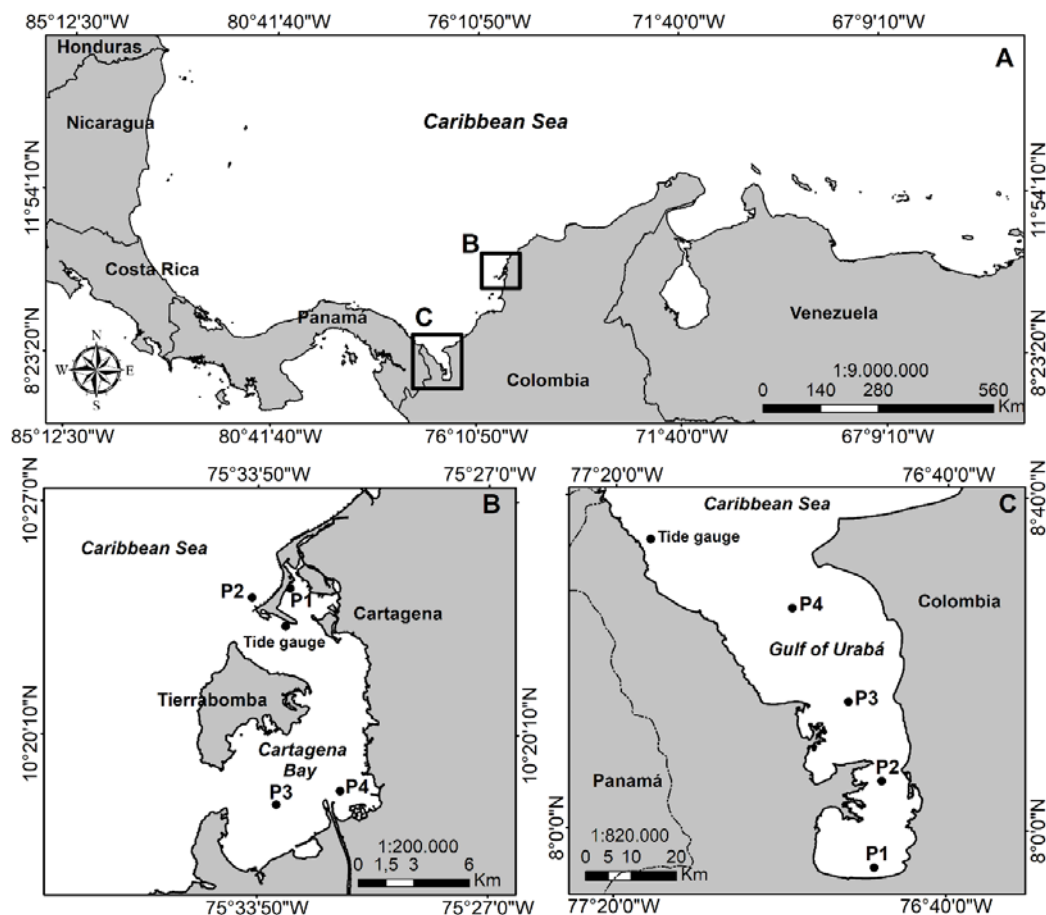 85°12'30"W 80°41'40"W 76°10'50"W 71°40'0"W 67°9'10"W
Honduras
A
Nicaragua
Caribbean Sea
11°54'10"N
11°54'10"N
B
Costa Rica
Panamá
C
Venezuela
N
W E
S
8°23'20"N
8°23'20"N
Colombia
1:9.000.000
0 140 280 560
Km
85°12'30"W 80°41'40"W 76°10'50"W 71°40'0"W 67°9'10"W
75°33'50"W 75°27'0"W
10°27'0"N
B
Caribbean Sea
P2
P1
Cartagena
Tide gauge
Tierrabomba
10°20'10"N
10°20'10"N
Cartagena
Bay
P3
P4
1:200.000
0 1,5 3 6
Km
75°33'50"W 75°27'0"W
77°20'0"W 76°40'0"W
Caribbean Sea
C
8°40'0"N
Tide gauge
P4
Colombia
Gulf of Urabá
P3
P2
Panamá
8°0'0"N
1:820.000
P1
0 5 10 20
Km
77°20'0"W 76°40'0"W